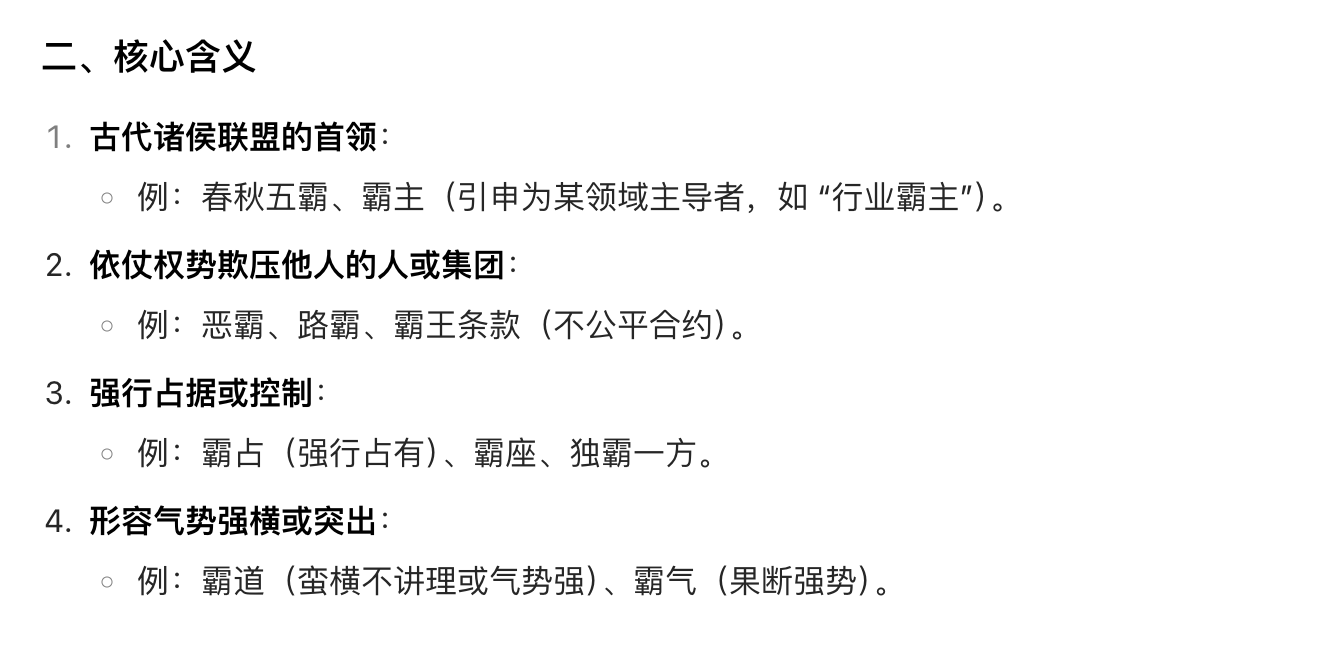 二、核心含义
1. 古代诸侯联盟的首领：
○ 例：春秋五霸、霸主（引申为某领域主导者，如 “行业霸主”）。
2. 依仗权势欺压他人的人或集团：
○ 例：恶霸、路霸、霸王条款（不公平合约）。
3. 强行占据或控制：
○ 例：霸占（强行占有）、霸座、独霸一方。
4. 形容气势强横或突出：
○ 例：霸道（蛮横不讲理或气势强）、霸气（果断强势）。